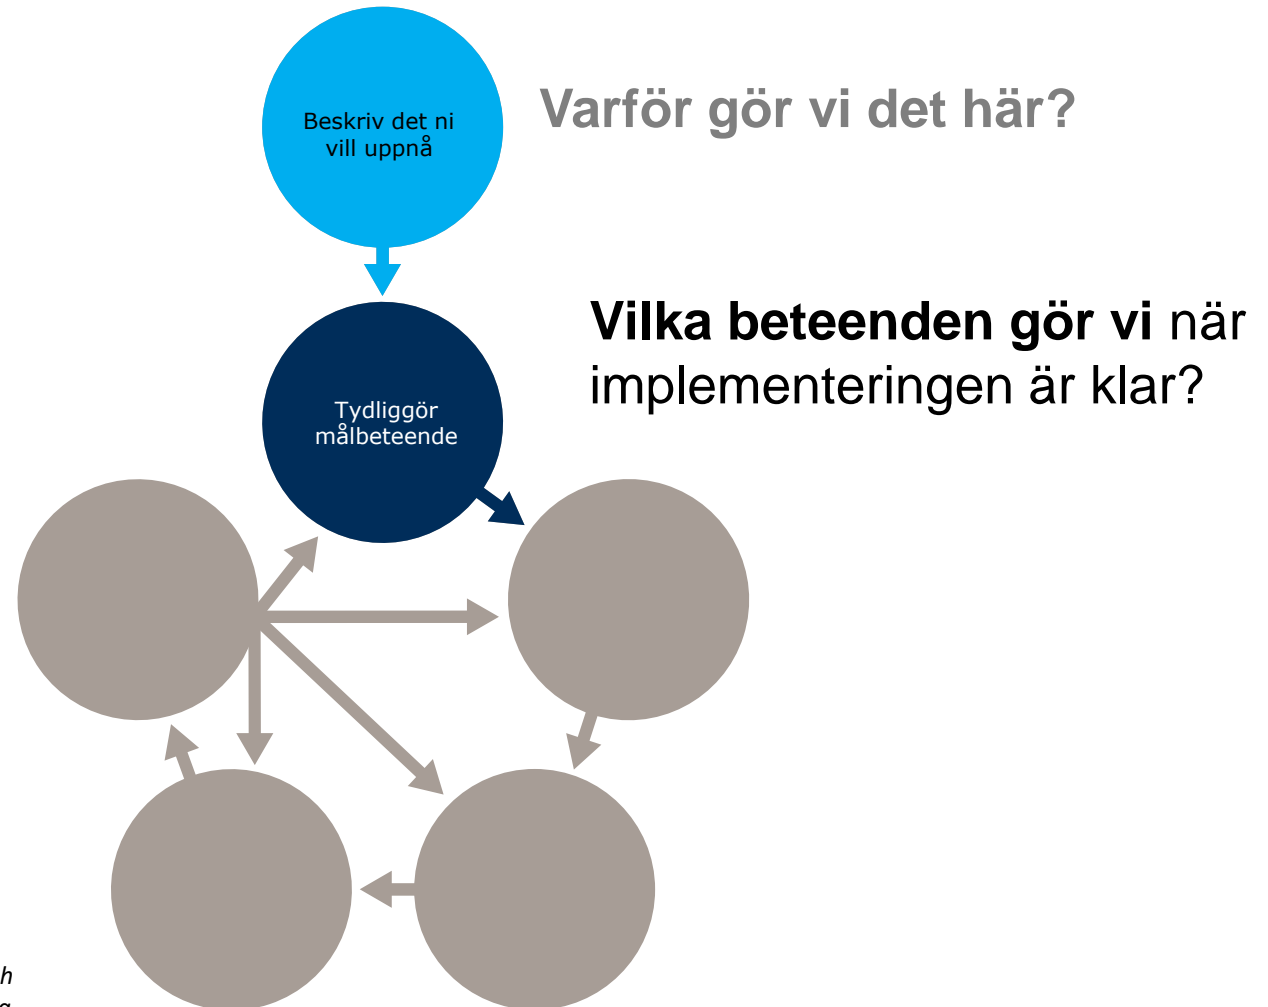 Beskriv det ni
vill uppnå
Varför gör vi det här?
Vilka beteenden gör vi när
implementeringen är klar?
Tydliggör
målbeteende